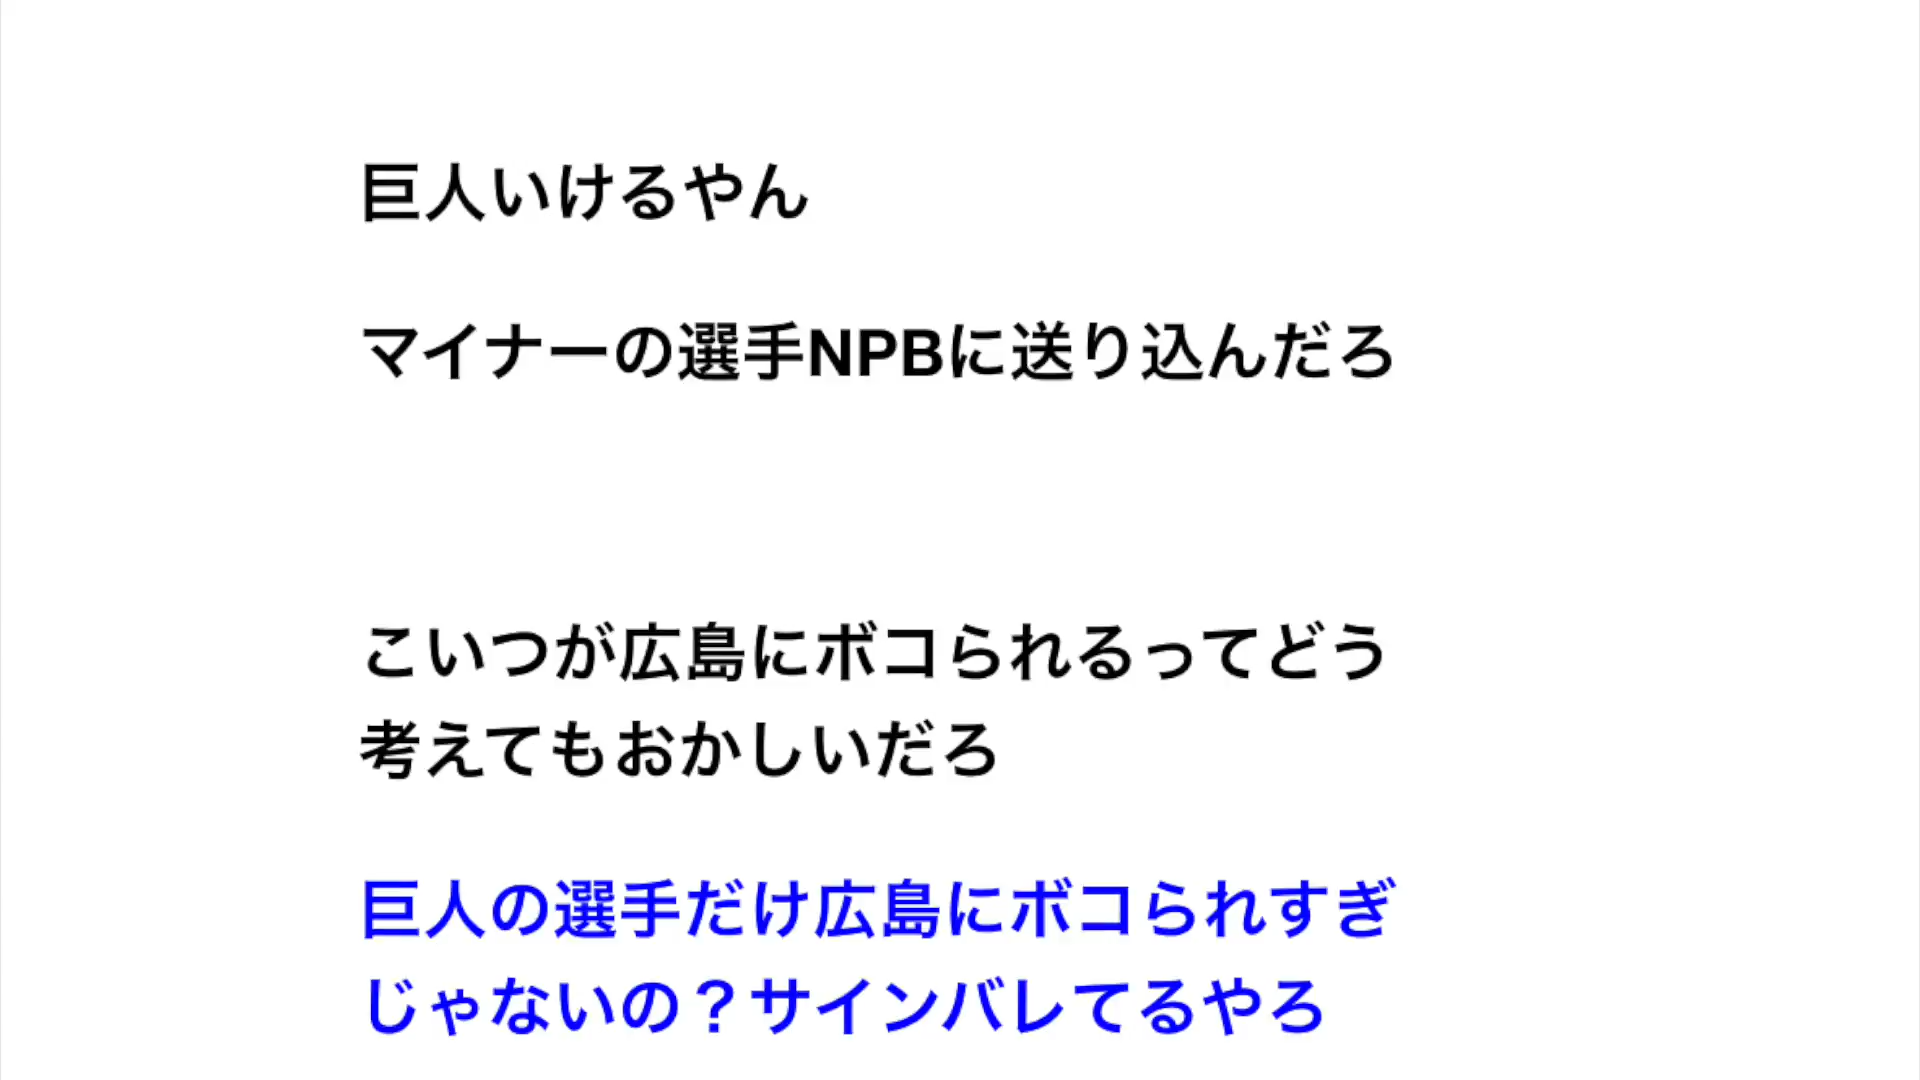 巨人いけるやん
マイナーの選手NPBに送り込んだろ
こいつが広島にボコられるってどう
考えてもおかしいだろ
巨人の選手だけ広島にボコられすぎ
じゃないの？サインバレてるやろ